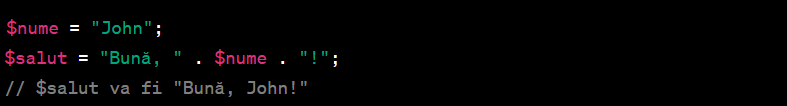 $nume = "John";
$salut = "Bună, " . $nume . "!";
// $salut va fi "Bună, John!"